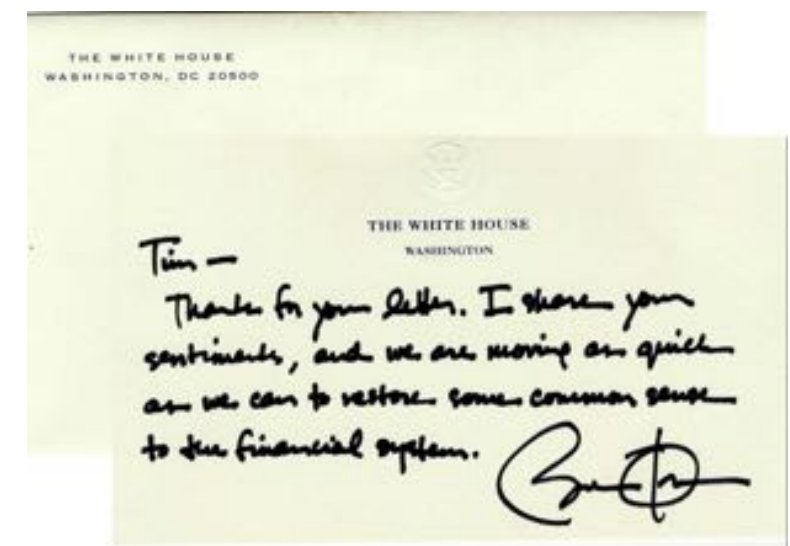 THE WHITE HOUSE
WASHINGTON, DC 20500
THE WHITE HOUSE
WASHINGTON
Tim —
Thanks for your letter. I share your
sentiments, and we are moving as quick
as we can to restore some common sense
to the financial system.